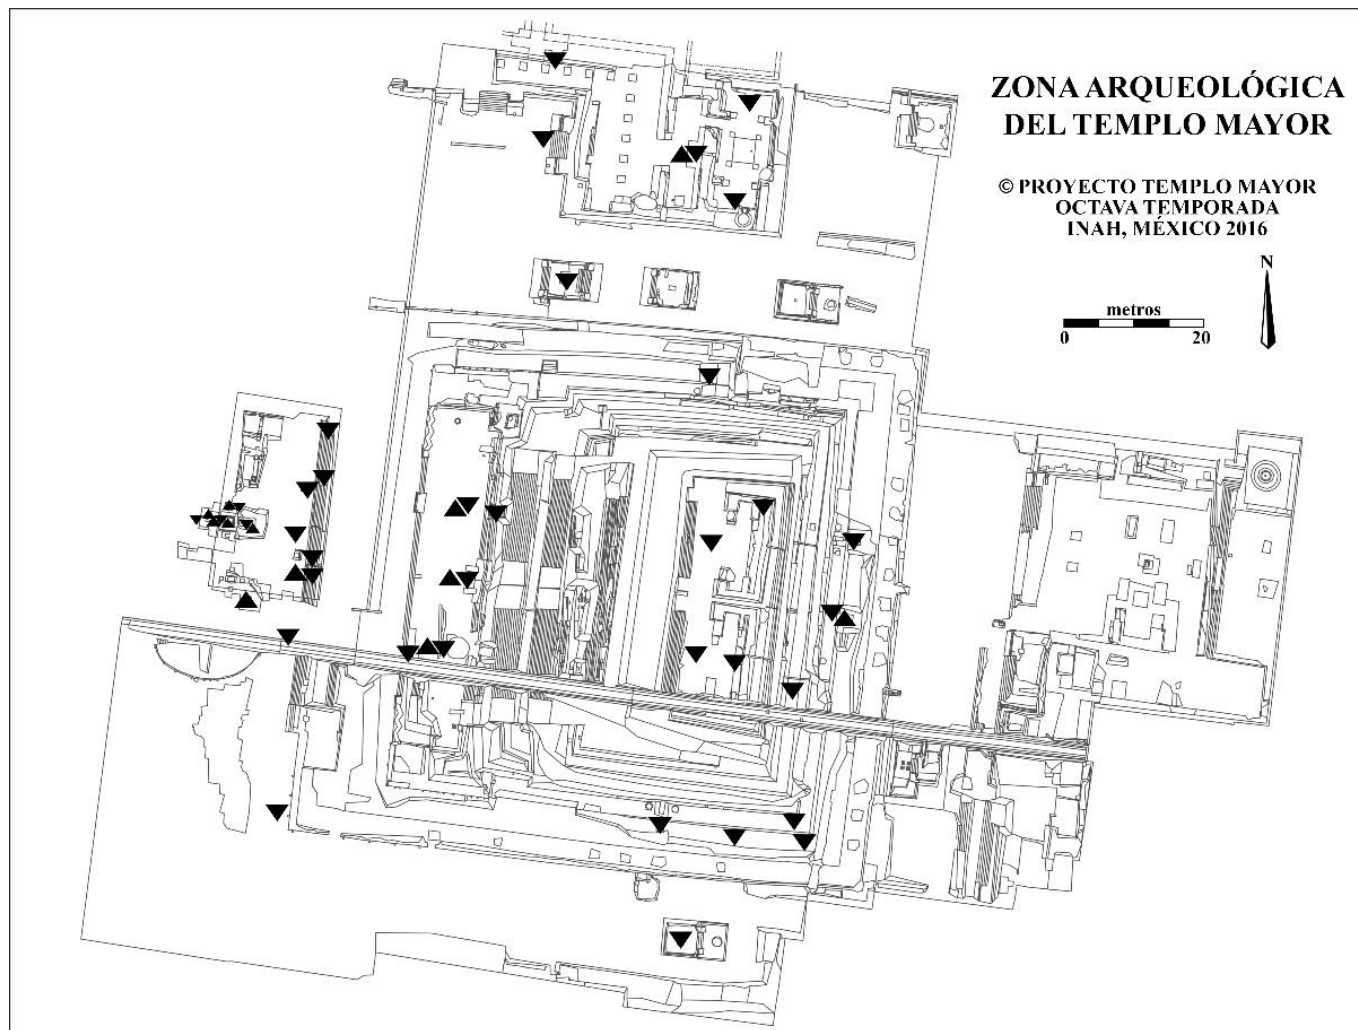 ZONA ARQUEOLÓGICA
DEL TEMPLO MAYOR
© PROYECTO TEMPLO MAYOR
OCTAVA TEMPORADA
INAH, MÉXICO 2016
N
metros
0 20